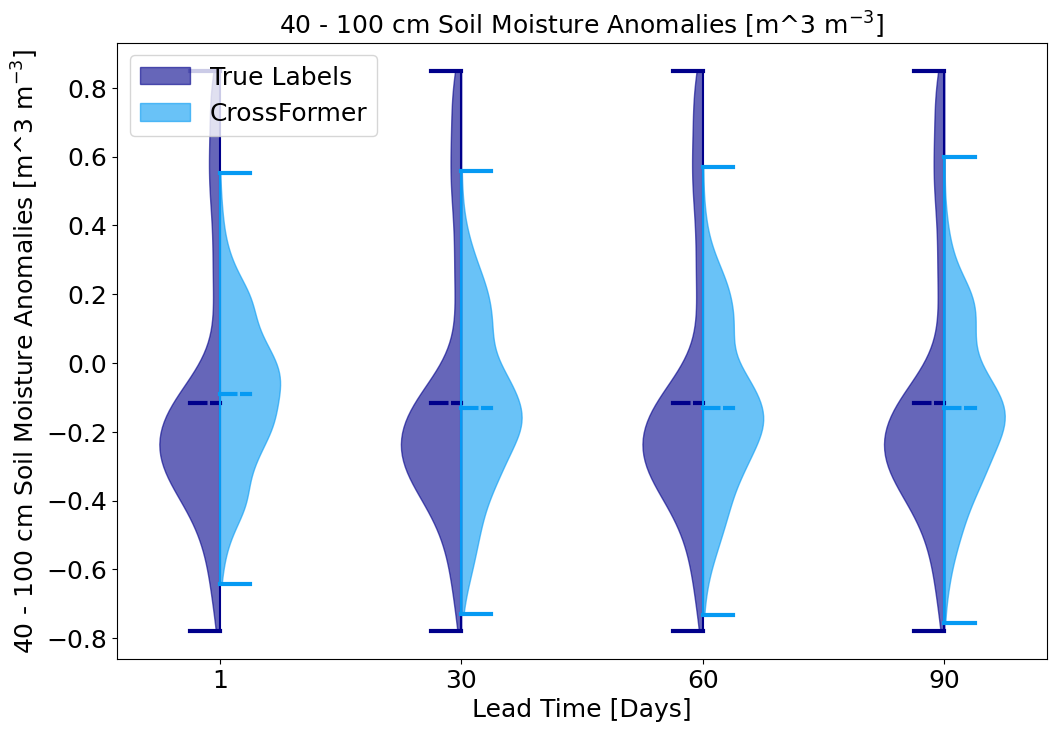 40 - 100 cm Soil Moisture Anomalies [m^3 m⁻³]
40 - 100 cm Soil Moisture Anomalies [m^3 m⁻³]
True Labels
CrossFormer
0.8
0.6
0.4
0.2
0.0
−0.2
−0.4
−0.6
−0.8
1 30 60 90
Lead Time [Days]